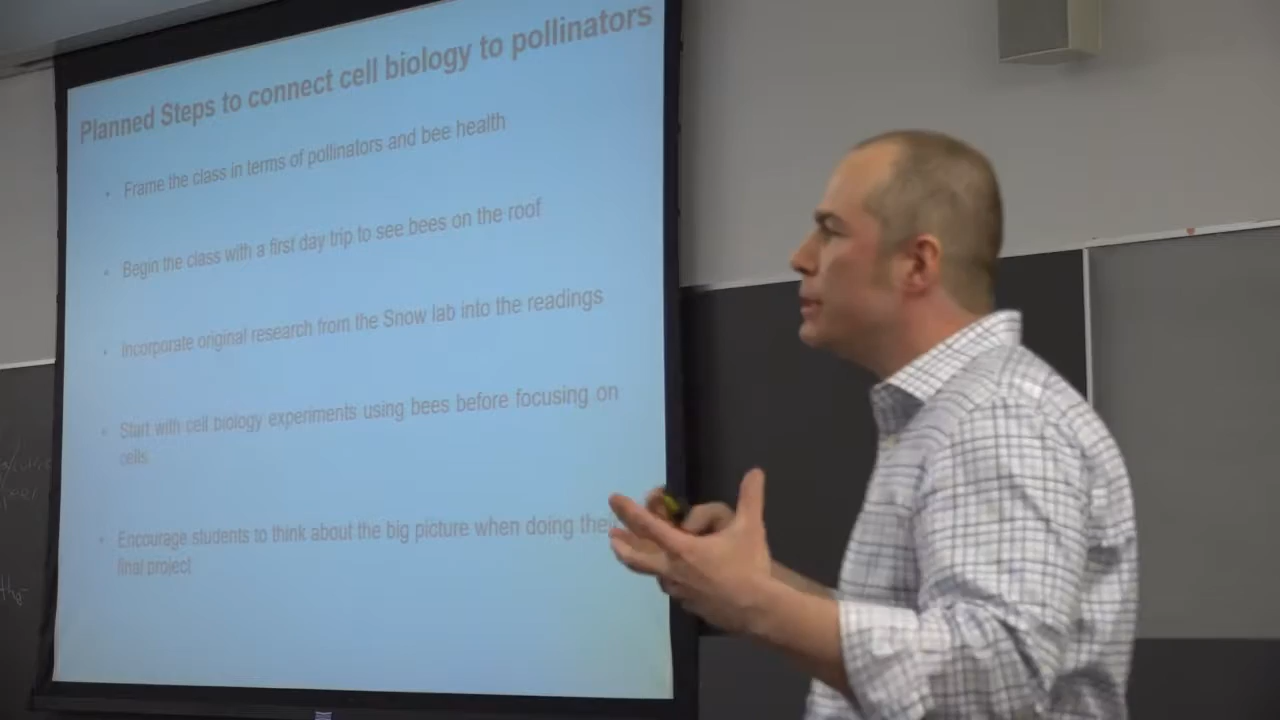 Planned Steps to connect cell biology to pollinators
• Frame the class in terms of pollinators and bee health
• Begin the class with a first day trip to see bees on the roof
• Incorporate original research from the Snow lab into the readings
• Start with cell biology experiments using bees before focusing on
cells
• Encourage students to think about the big picture when doing their
final project